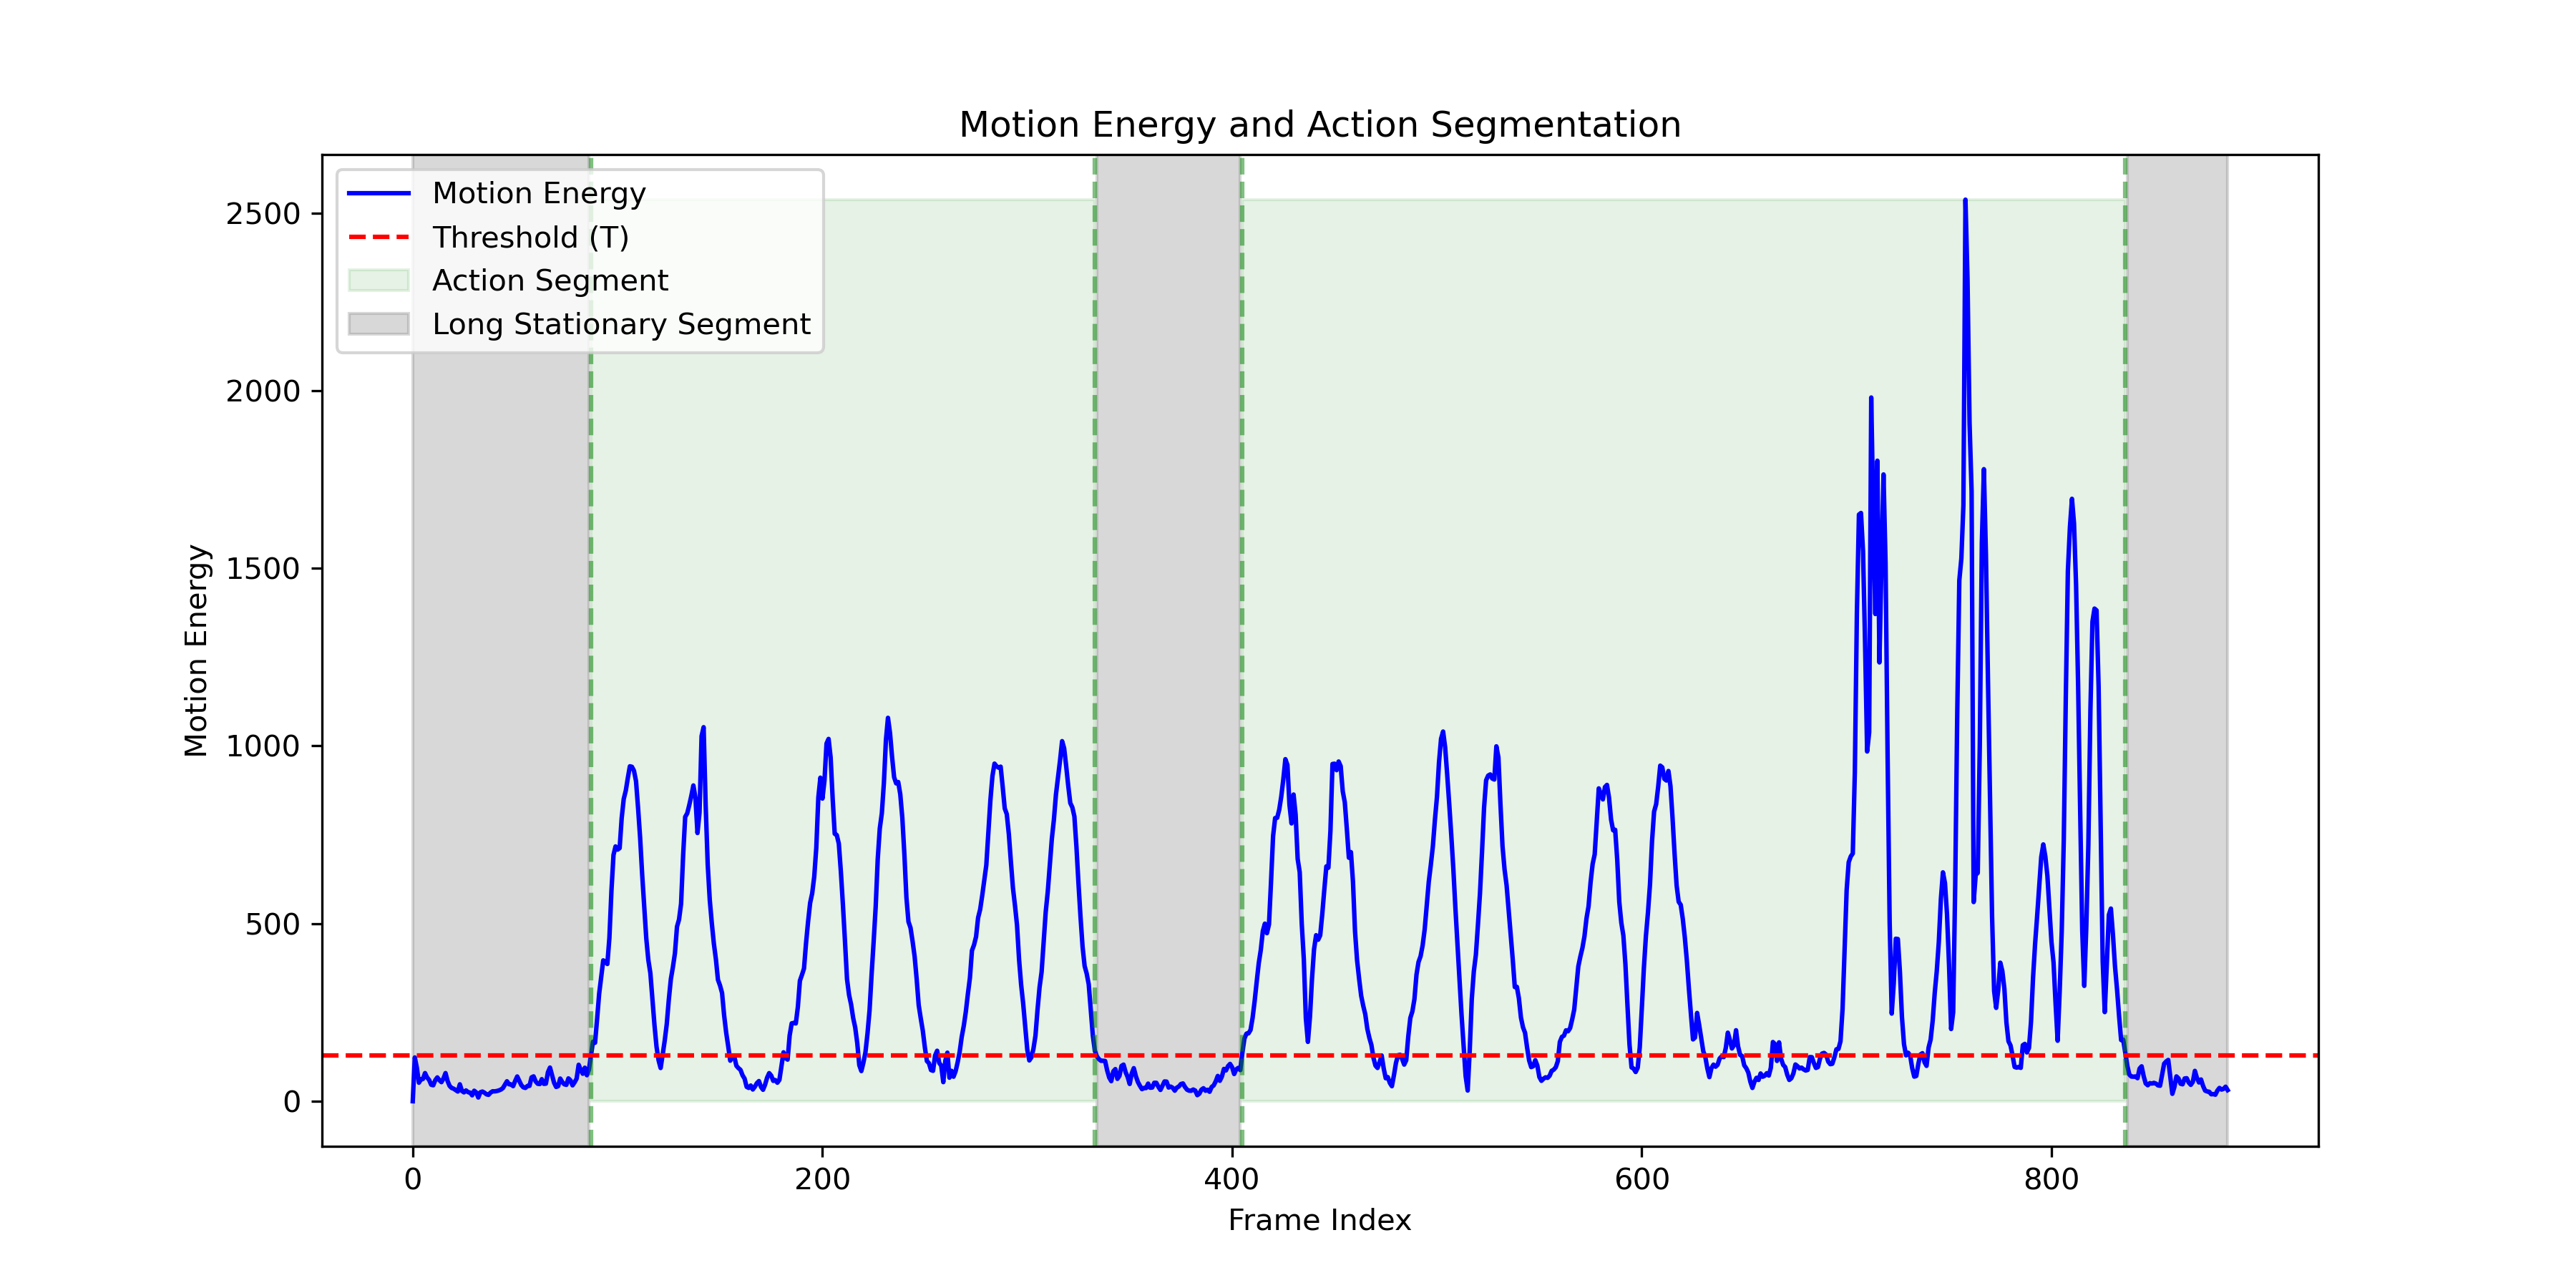 Motion Energy and Action Segmentation
Motion Energy
Threshold (T)
Action Segment
Long Stationary Segment
2500
2000
1500
1000
500
0
Motion Energy
0 200 400 600 800
Frame Index